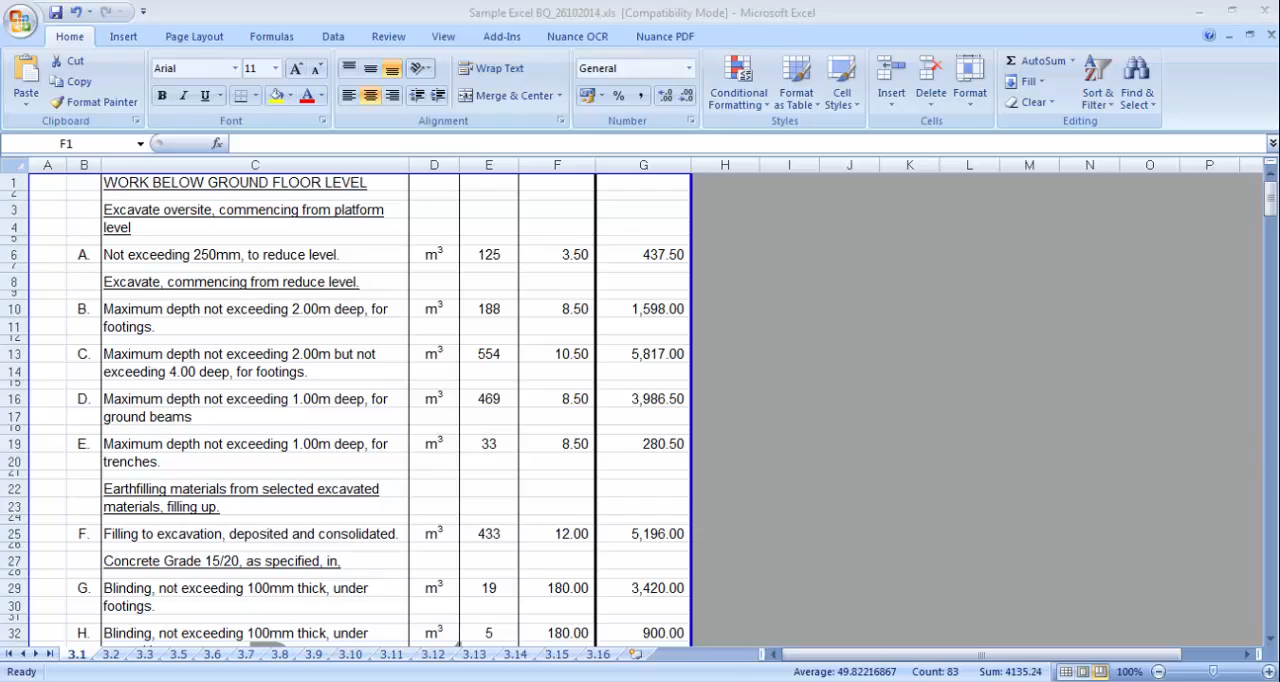 Sample Excel BQ_26102014.xls [Compatibility Mode] - Microsoft Excel
Home Insert Page Layout Formulas Data Review View Add-Ins Nuance OCR Nuance PDF
Paste Cut Copy Format Painter Clipboard
Arial 11 Font
Wrap Text Merge & Center Alignment
General Number
Conditional Formatting Format as Table Cell Styles Styles
Insert Delete Format Cells
AutoSum Fill Clear Sort & Filter Find & Select Editing
F1 fx
A B C D E F G H I J K L M N O P
1 WORK BELOW GROUND FLOOR LEVEL
2
3 Excavate oversite, commencing from platform
4 level
5
6 A. Not exceeding 250mm, to reduce level. m3 125 3.50 437.50
7
8 Excavate, commencing from reduce level.
9
10 B. Maximum depth not exceeding 2.00m deep, for m3 188 8.50 1,598.00
11 footings.
12
13 C. Maximum depth not exceeding 2.00m but not m3 554 10.50 5,817.00
14 exceeding 4.00 deep, for footings.
15
16 D. Maximum depth not exceeding 1.00m deep, for m3 469 8.50 3,986.50
17 ground beams
18
19 E. Maximum depth not exceeding 1.00m deep, for m3 33 8.50 280.50
20 trenches.
21
22 Earthfilling materials from selected excavated
23 materials, filling up.
24
25 F. Filling to excavation, deposited and consolidated. m3 433 12.00 5,196.00
26
27 Concrete Grade 15/20, as specified, in,
28
29 G. Blinding, not exceeding 100mm thick, under m3 19 180.00 3,420.00
30 footings.
31
32 H. Blinding, not exceeding 100mm thick, under m3 5 180.00 900.00
3.1 3.2 3.3 3.5 3.6 3.7 3.8 3.9 3.10 3.11 3.12 3.13 3.14 3.15 3.16
Ready Average: 49.82216867 Count: 83 Sum: 4135.24 100%